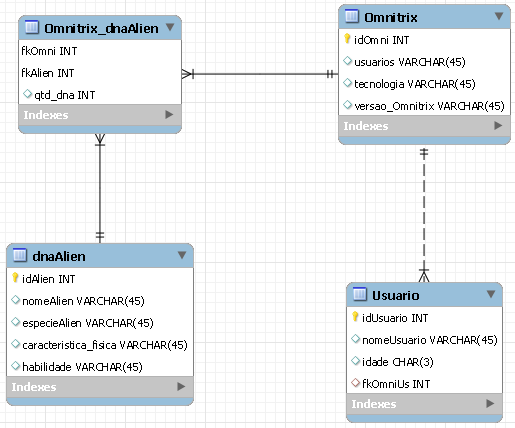 Omnitrix_dnaAlien
fkOmni INT
fkAlien INT
qtd_dna INT
Indexes
Omnitrix
idOmni INT
usuarios VARCHAR(45)
tecnologia VARCHAR(45)
versao_Omnitrix VARCHAR(45)
Indexes
dnaAlien
idAlien INT
nomeAlien VARCHAR(45)
especieAlien VARCHAR(45)
caracteristica_fisica VARCHAR(45)
habilidade VARCHAR(45)
Indexes
Usuario
idUsuario INT
nomeUsuario VARCHAR(45)
idade CHAR(3)
fkOmniUs INT
Indexes